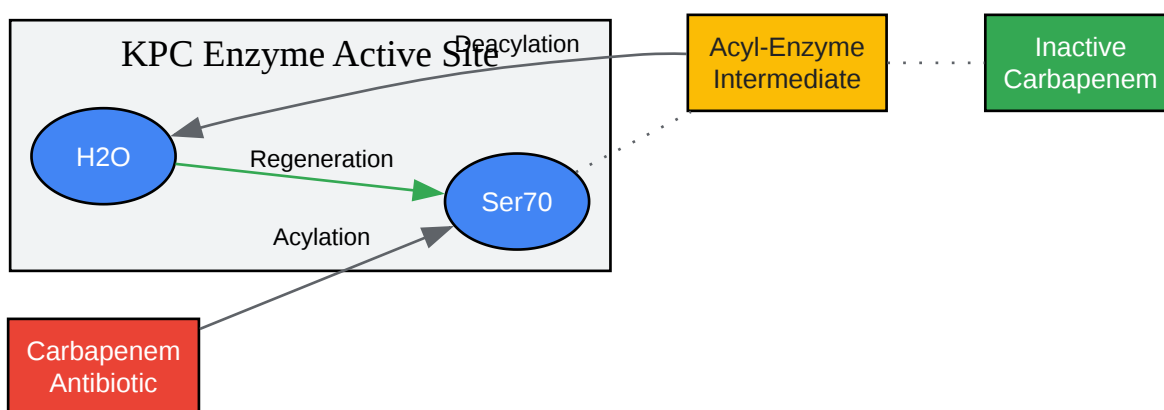 KPC Enzyme Active Site
Deacylation
Acyl-Enzyme
Intermediate
Inactive
Carbapenem
H2O
Regeneration
Ser70
Acylation
Carbapenem
Antibiotic